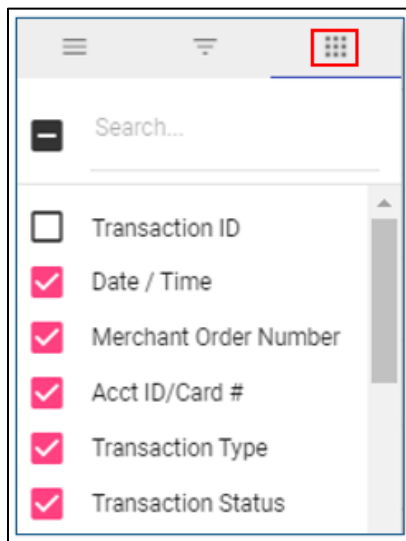 Search...
Transaction ID
Date / Time
Merchant Order Number
Acct ID/Card #
Transaction Type
Transaction Status